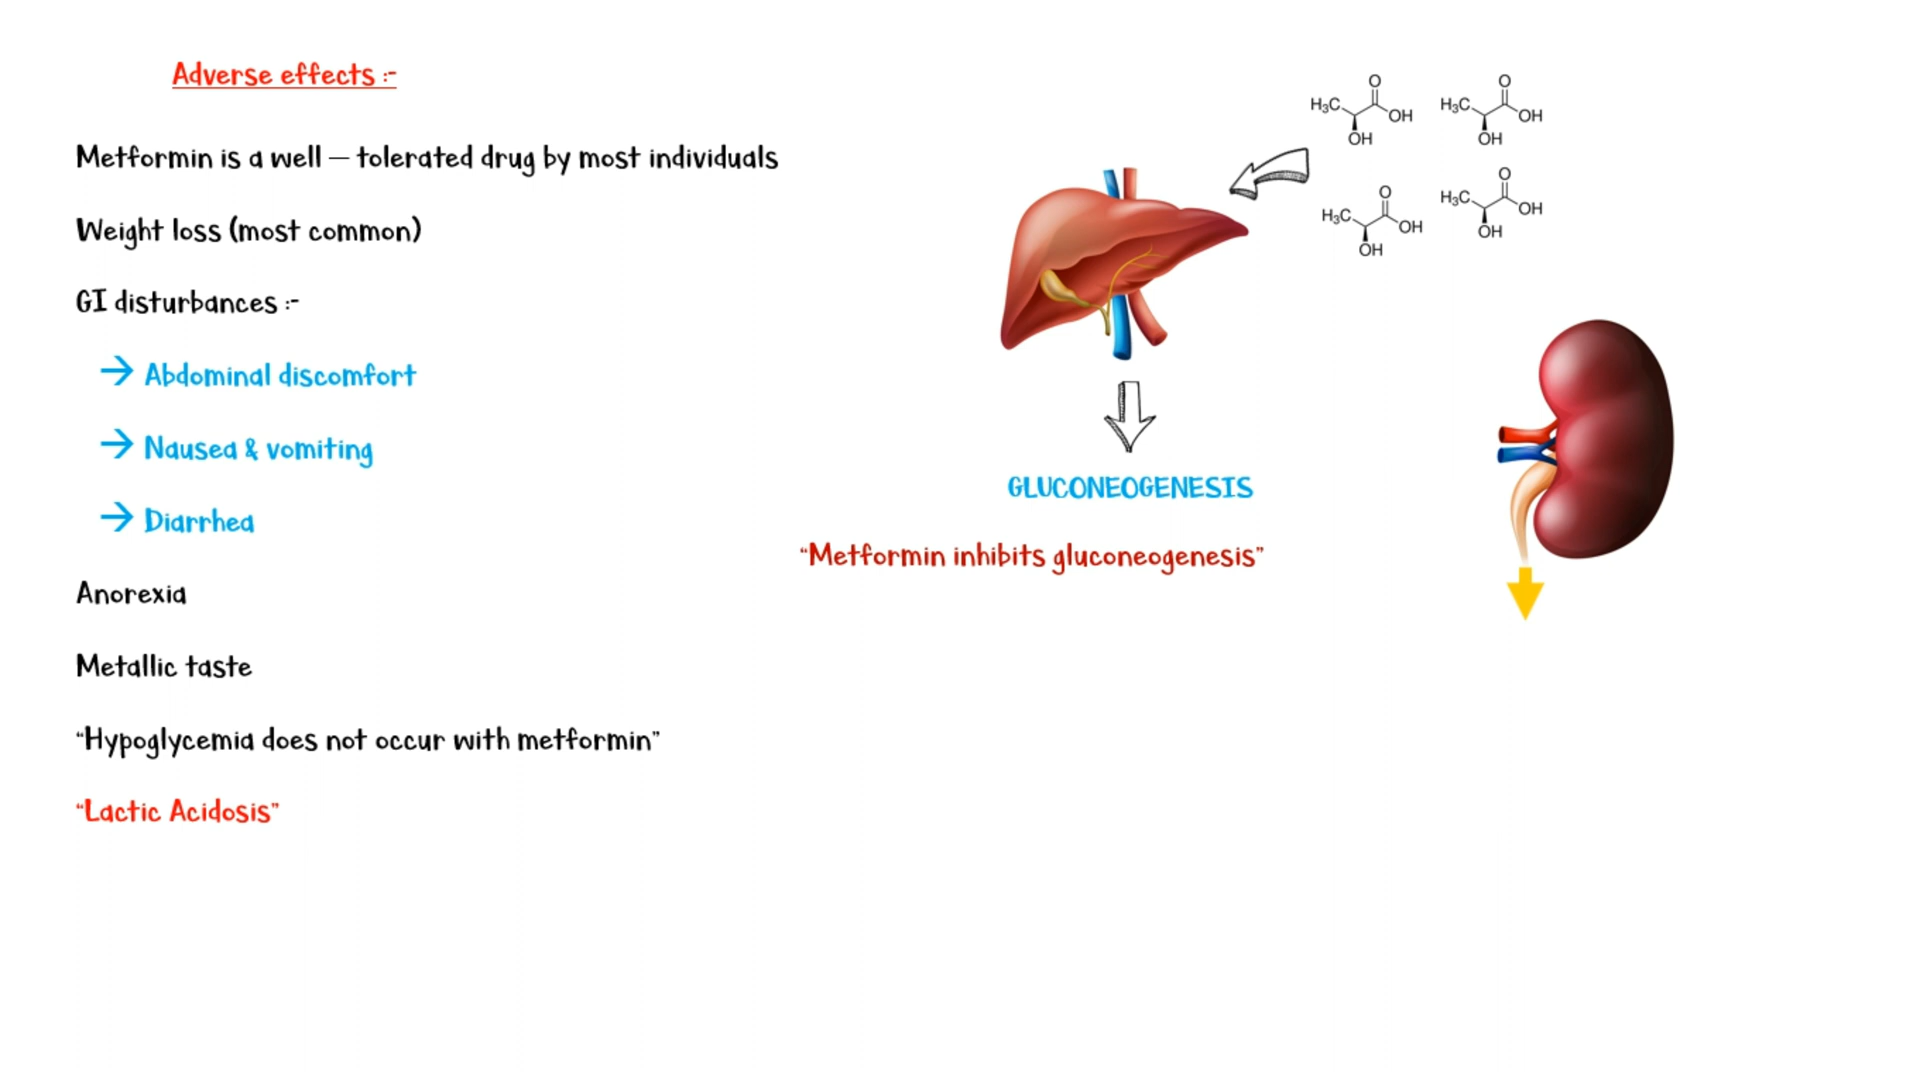 Adverse effects :-
Metformin is a well – tolerated drug by most individuals
Weight loss (most common)
GI disturbances :-
→ Abdominal discomfort
→ Nausea & vomiting
→ Diarrhea
Anorexia
Metallic taste
“Hypoglycemia does not occur with metformin”
“Lactic Acidosis”
H₃C O OH OH
H₃C O OH OH
H₃C O OH OH
H₃C O OH OH
GLUCONEOGENESIS
“Metformin inhibits gluconeogenesis”